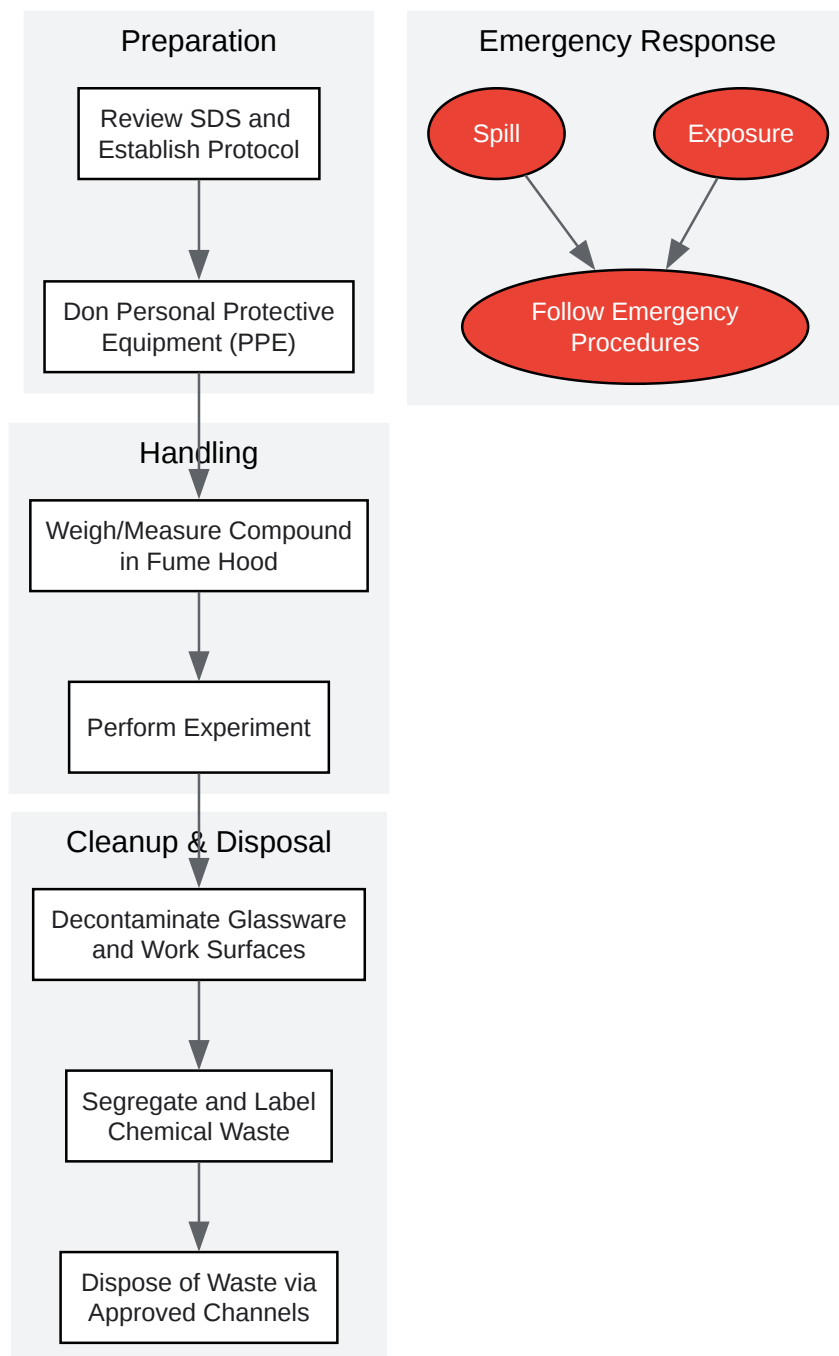 Preparation
Review SDS and
Establish Protocol
Don Personal Protective
Equipment (PPE)
Emergency Response
Spill
Exposure
Follow Emergency
Procedures
Handling
Weigh/Measure Compound
in Fume Hood
Perform Experiment
Cleanup & Disposal
Decontaminate Glassware
and Work Surfaces
Segregate and Label
Chemical Waste
Dispose of Waste via
Approved Channels